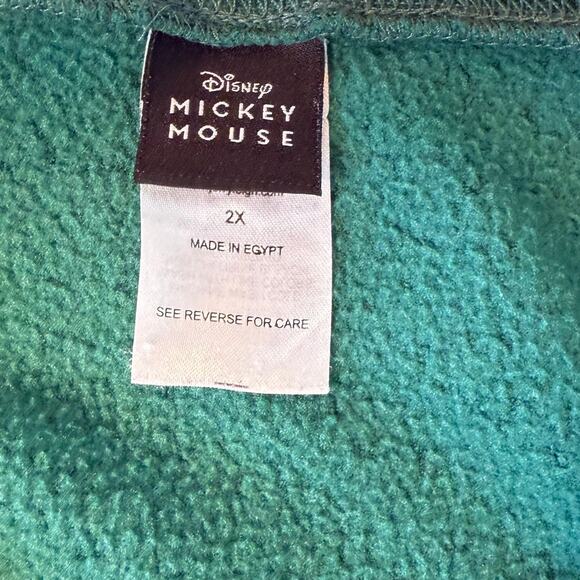 Disney
MICKEY
MOUSE
2X
MADE IN EGYPT
SEE REVERSE FOR CARE